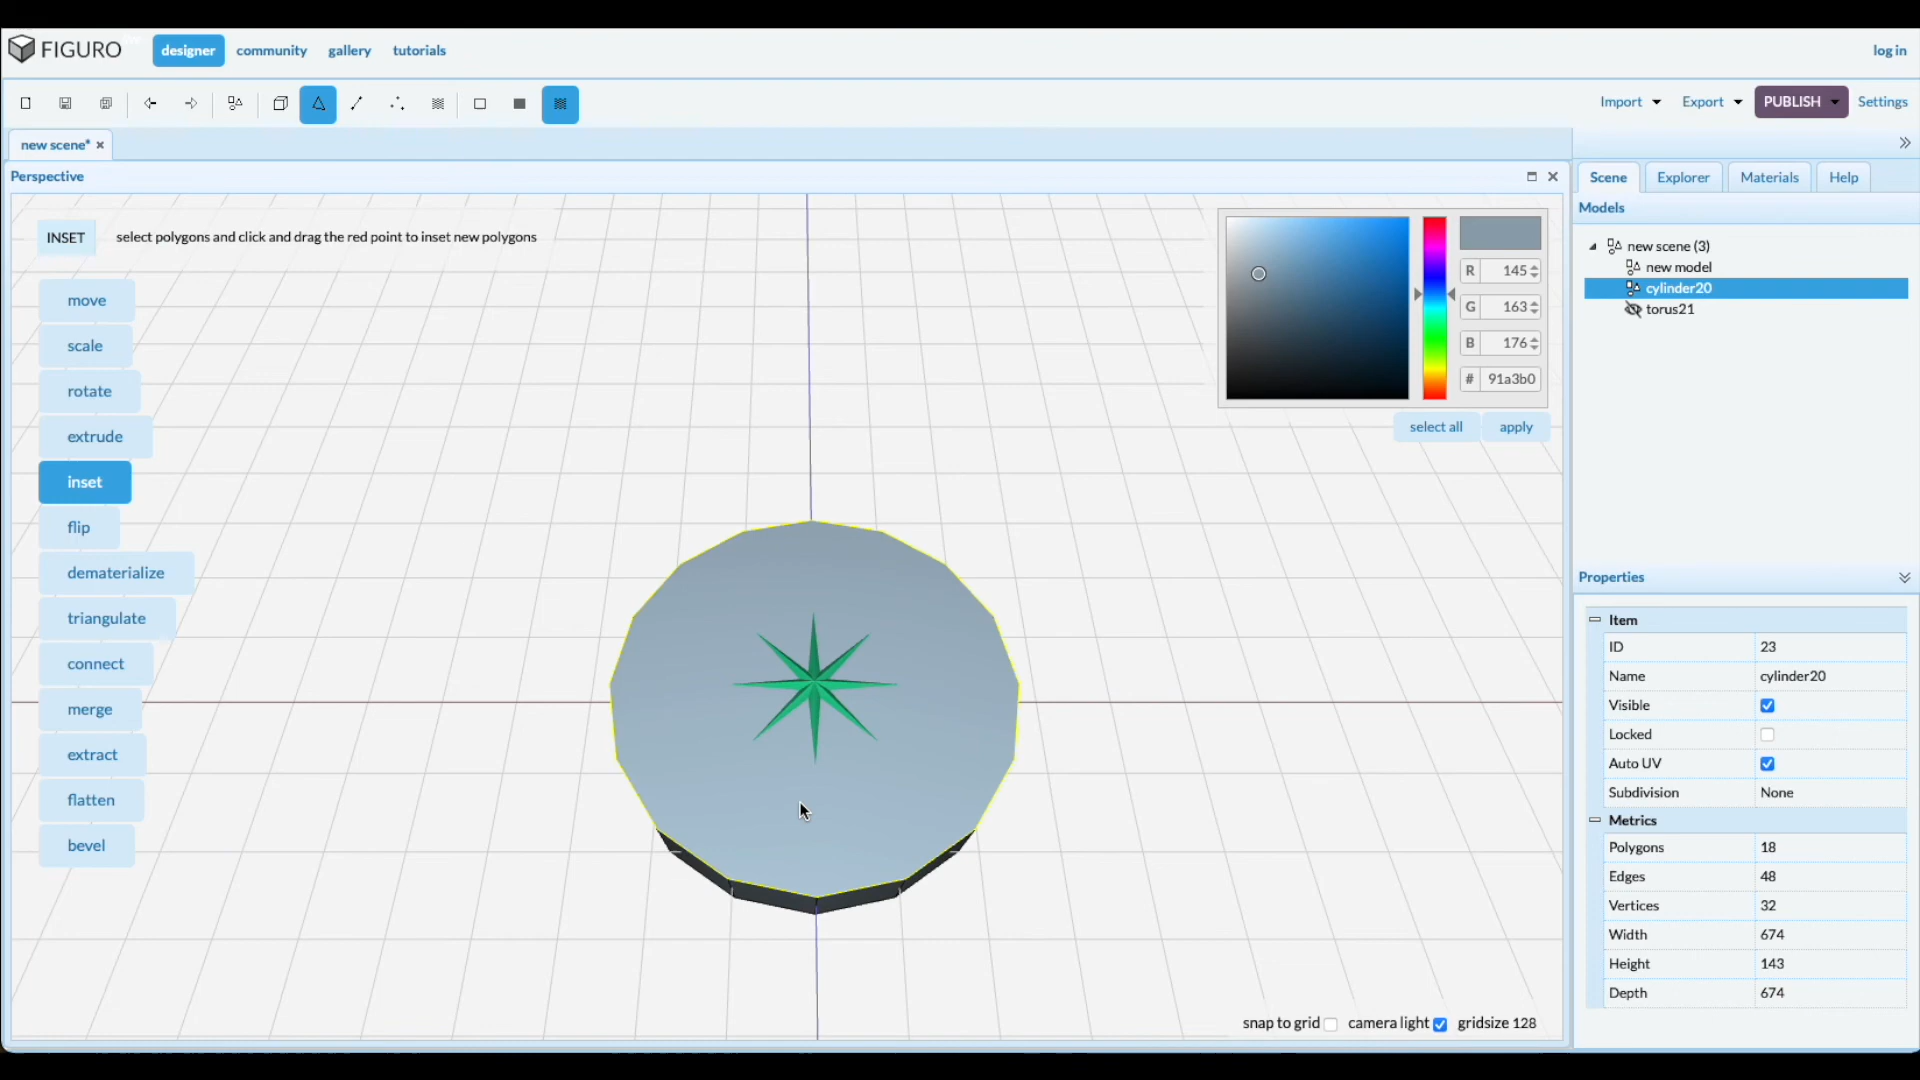 FIGURO designer community gallery tutorials log in
Import Export PUBLISH Settings
new scene* ×
Perspective
Scene Explorer Materials Help
Models
INSET select polygons and click and drag the red point to inset new polygons
new scene (3)
new model
cylinder20
torus21
R 145
G 163
B 176
# 91a3b0
select all apply
move
scale
rotate
extrude
inset
flip
dematerialize
triangulate
connect
merge
extract
flatten
bevel
Properties
Item
ID 23
Name cylinder20
Visible
Locked
Auto UV
Subdivision None
Metrics
Polygons 18
Edges 48
Vertices 32
Width 674
Height 143
Depth 674
snap to grid camera light gridsize 128